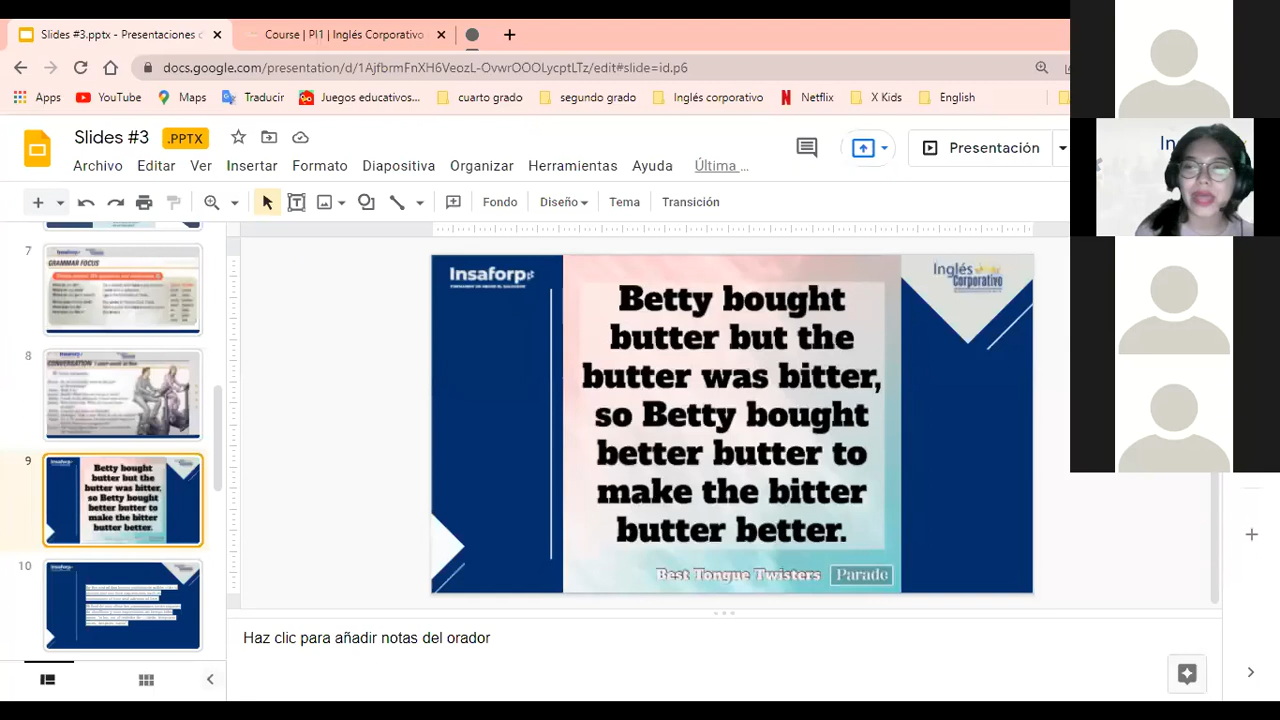 Slides #3.pptx - Presentaciones d
Course | PI1 | Inglés Corporativo
docs.google.com/presentation/d/1AjfbrmFnXH6VeozL-OvwrOOOLycptLTz/edit#slide=id.p6
Apps
YouTube
Maps
Traducir
Juegos educativos...
cuarto grado
segundo grado
Inglés corporativo
Netflix
X Kids
English
Slides #3
.PPTX
Presentación
Archivo
Editar
Ver
Insertar
Formato
Diapositiva
Organizar
Herramientas
Ayuda
Última ...
Fondo
Diseño
Tema
Transición
7
GRAMMAR FOCUS
8
CONVERSATION
9
Betty bought
butter but the
butter was bitter,
so Betty bought
better butter to
make the bitter
butter better.
10
Insaforp
Inglés
Corporativo
Betty bought
butter but the
butter was bitter,
so Betty bought
better butter to
make the bitter
butter better.
Best Tongue Twisters
Parade
Haz clic para añadir notas del orador